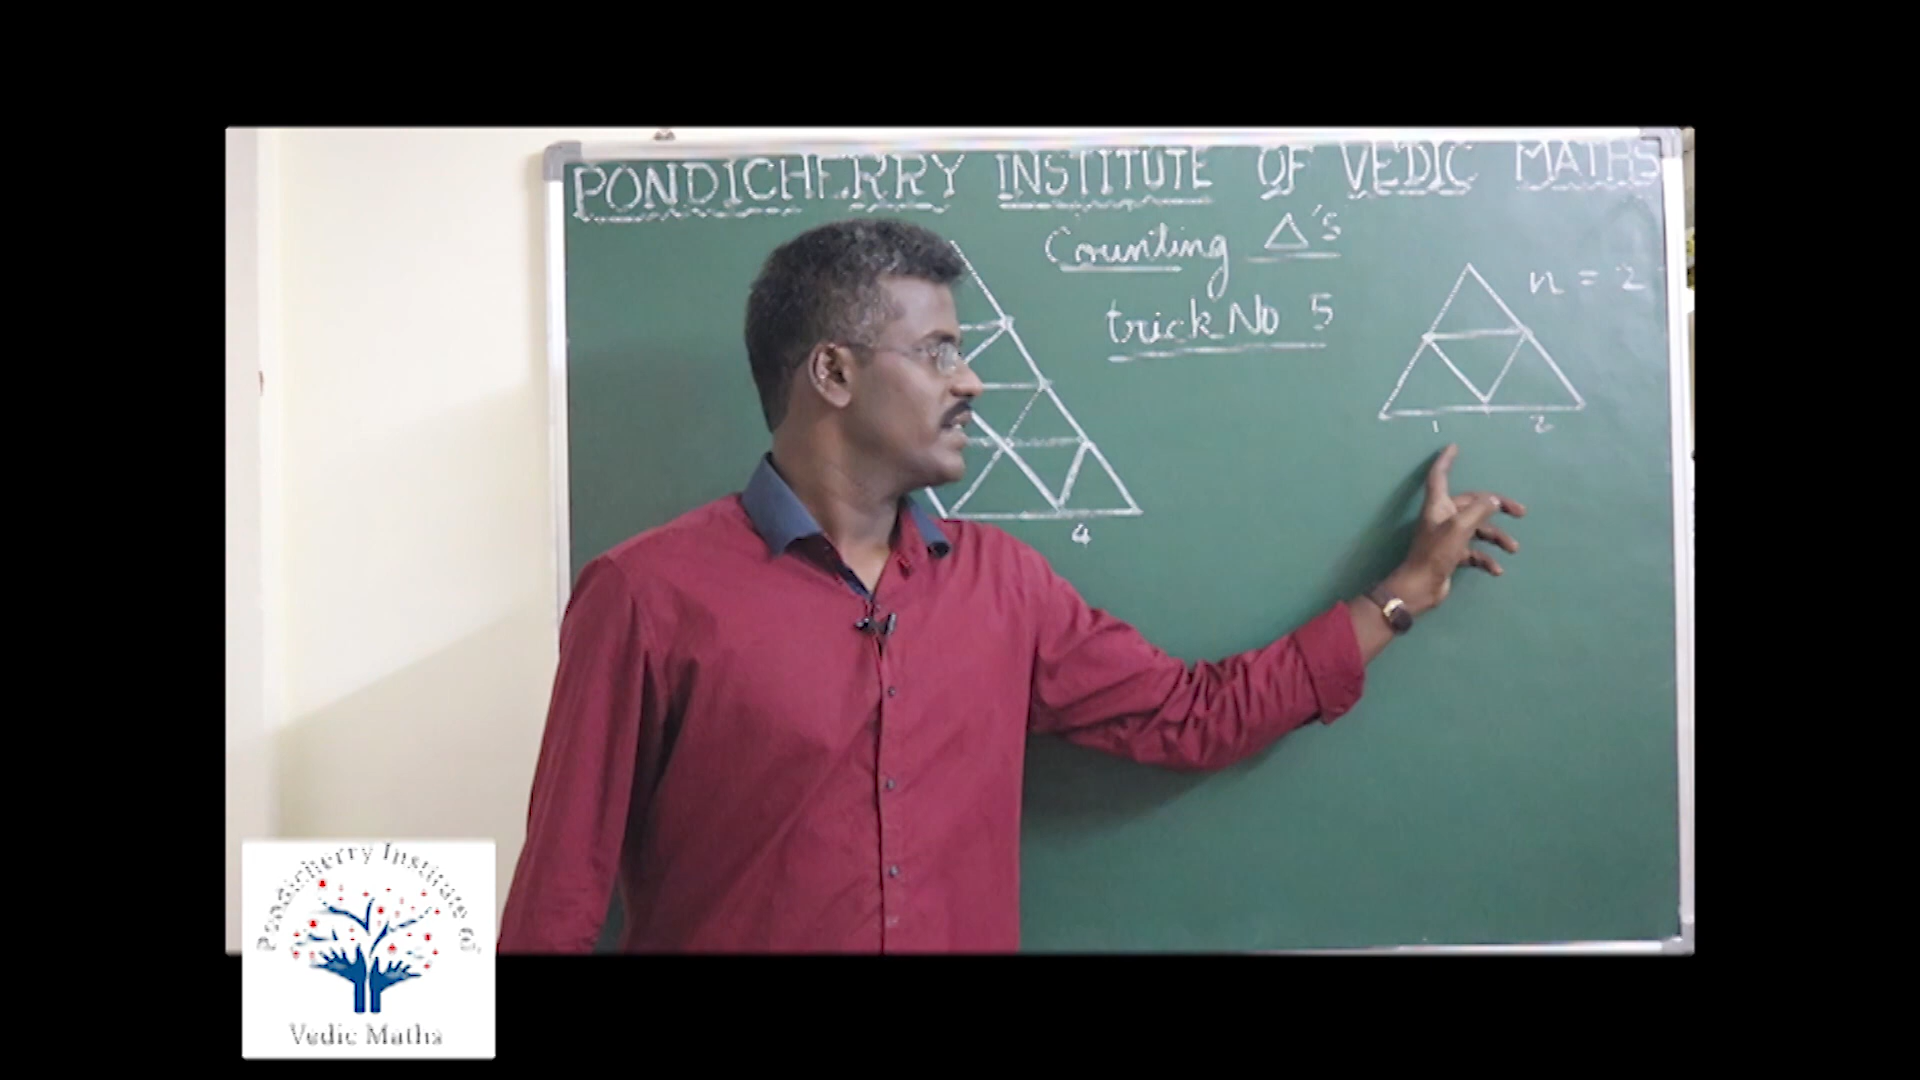 PONDICHERRY INSTITUTE OF VEDIC MATHS
Counting △'s
trick No 5
n = 2
1 2
4
Pondicherry Institute of
Vedic Maths